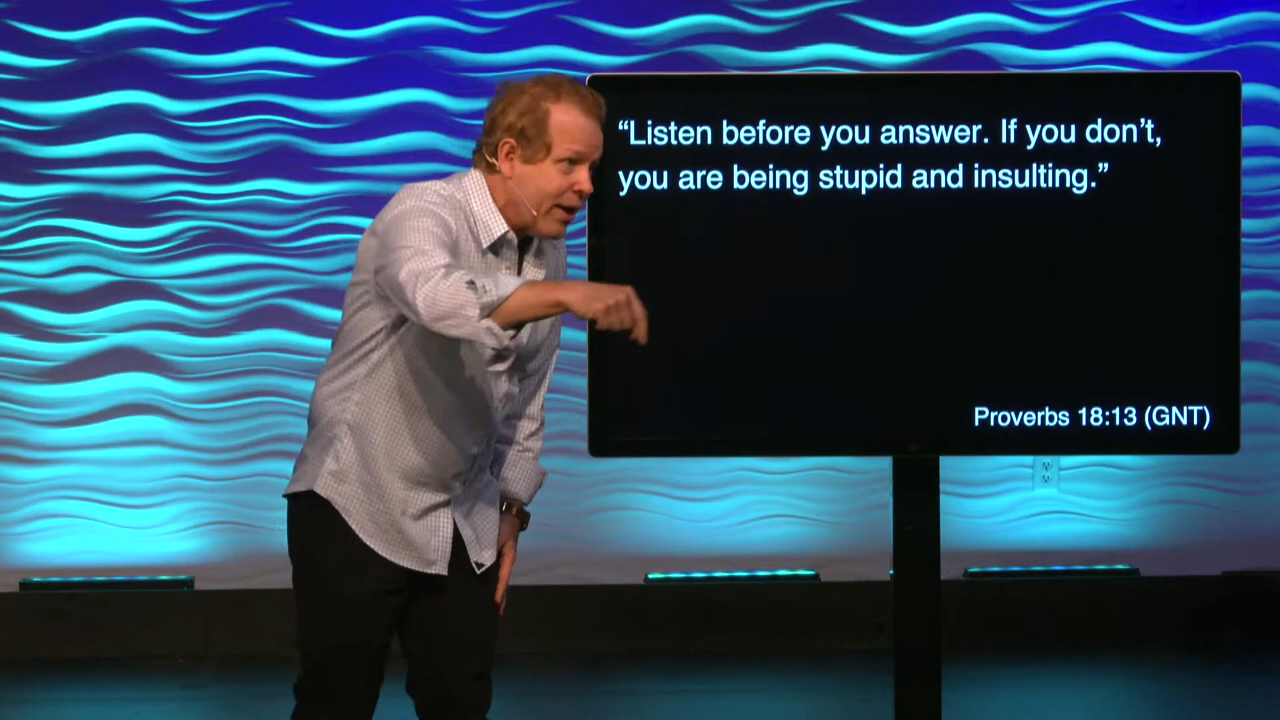 “Listen before you answer. If you don’t,
you are being stupid and insulting.”
Proverbs 18:13 (GNT)